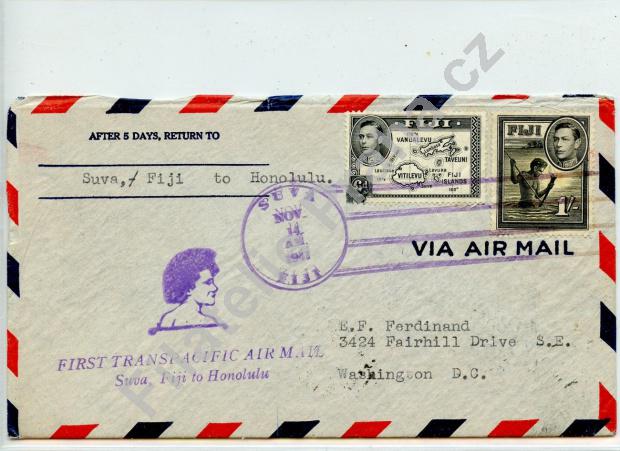 AFTER 5 DAYS, RETURN TO
Suva, Fiji to Honolulu.
FIJI
VANUALEVU
TAVEUNI
VITILEVU
FIJI
ISLANDS
SUVA
FIJI
1/-
SUVA
NOV
14
FIJI
VIA AIR MAIL
FIRST TRANSPACIFIC AIR MAIL
Suva, Fiji to Honolulu
E.F. Ferdinand
3424 Fairhill Drive S.E.
Washington D.C.